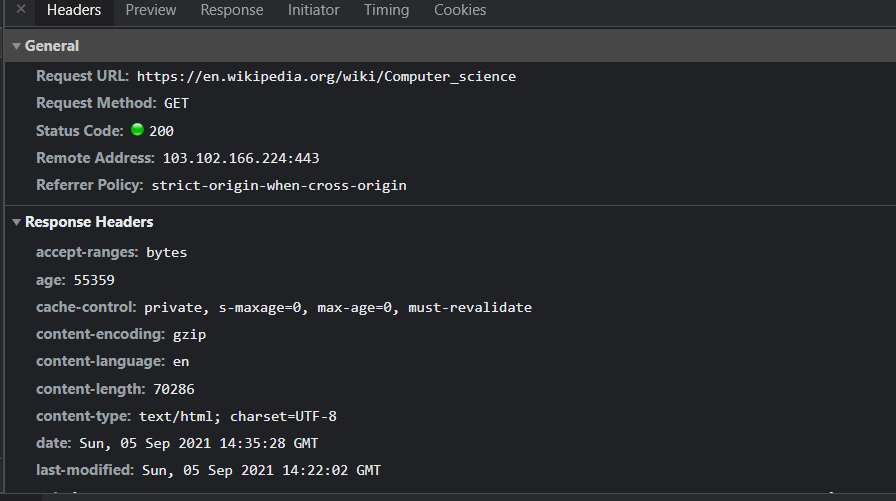 × Headers Preview Response Initiator Timing Cookies
General
Request URL: https://en.wikipedia.org/wiki/Computer_science
Request Method: GET
Status Code: 200
Remote Address: 103.102.166.224:443
Referrer Policy: strict-origin-when-cross-origin
Response Headers
accept-ranges: bytes
age: 55359
cache-control: private, s-maxage=0, max-age=0, must-revalidate
content-encoding: gzip
content-language: en
content-length: 70286
content-type: text/html; charset=UTF-8
date: Sun, 05 Sep 2021 14:35:28 GMT
last-modified: Sun, 05 Sep 2021 14:22:02 GMT